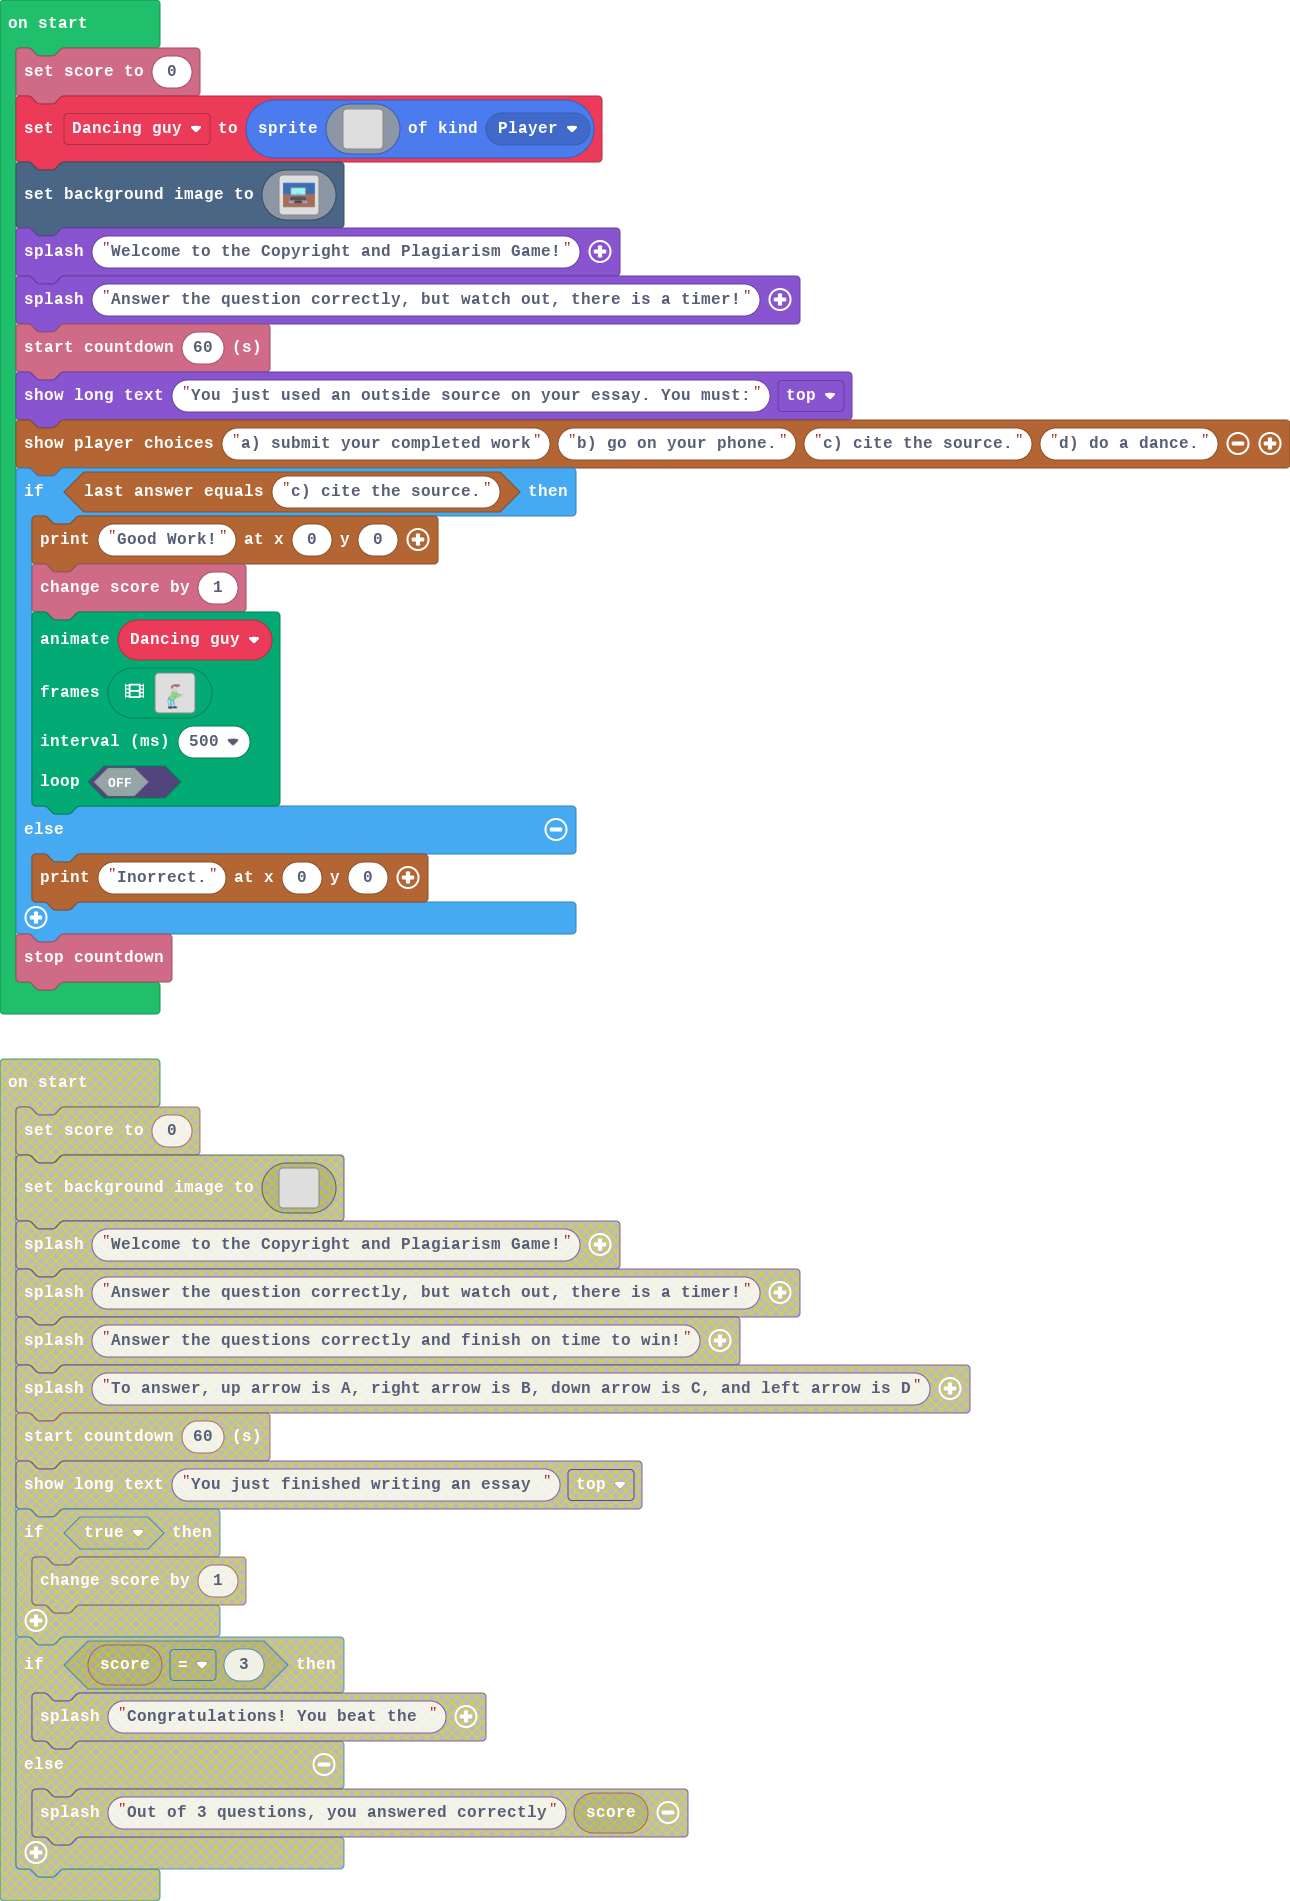 on start
set score to 0
set Dancing guy to sprite of kind Player
set background image to
splash "Welcome to the Copyright and Plagiarism Game!"
splash "Answer the question correctly, but watch out, there is a timer!"
start countdown 60 (s)
show long text "You just used an outside source on your essay. You must:" top
show player choices "a) submit your completed work" "b) go on your phone." "c) cite the source." "d) do a dance."
if last answer equals "c) cite the source." then
print "Good Work!" at x 0 y 0
change score by 1
animate Dancing guy
frames
interval (ms) 500
loop OFF
else
print "Inorrect." at x 0 y 0
stop countdown
on start
set score to 0
set background image to
splash "Welcome to the Copyright and Plagiarism Game!"
splash "Answer the question correctly, but watch out, there is a timer!"
splash "Answer the questions correctly and finish on time to win!"
splash "To answer, up arrow is A, right arrow is B, down arrow is C, and left arrow is D"
start countdown 60 (s)
show long text "You just finished writing an essay " top
if true then
change score by 1
if score = 3 then
splash "Congratulations! You beat the "
else
splash "Out of 3 questions, you answered correctly" score